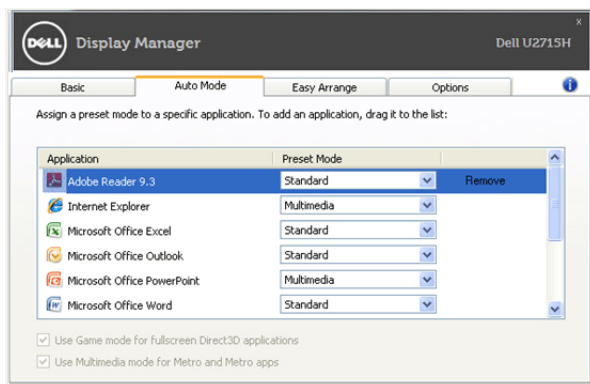 DELL Display Manager Dell U2715H
x
Basic Auto Mode Easy Arrange Options i
Assign a preset mode to a specific application. To add an application, drag it to the list:
Application Preset Mode
Adobe Reader 9.3 Standard Remove
Internet Explorer Multimedia
Microsoft Office Excel Standard
Microsoft Office Outlook Standard
Microsoft Office PowerPoint Multimedia
Microsoft Office Word Standard
Use Game mode for fullscreen Direct3D applications
Use Multimedia mode for Metro and Metro apps